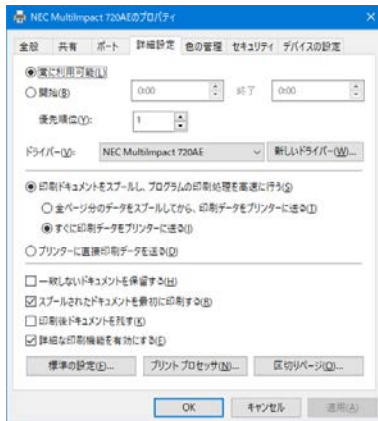 NEC MultiImpact 720AEのプロパティ
全般 共有 ポート 詳細設定 色の管理 セキュリティ デバイスの設定
常に利用可能(L)
開始(B) 0:00 終了 0:00
優先順位(Y): 1
ドライバー(V): NEC MultiImpact 720AE 新しいドライバー(W)...
印刷ドキュメントをスプールし、プログラムの印刷処理を高速に行う(S)
全ページ分のデータをスプールしてから、印刷データをプリンターに送る(T)
すぐに印刷データをプリンターに送る(I)
プリンターに直接印刷データを送る(D)
一致しないドキュメントを保留する(H)
スプールされたドキュメントを最初に印刷する(R)
印刷後ドキュメントを残す(K)
詳細な印刷機能を有効にする(E)
標準の設定(F)... プリント プロセッサ(N)... 区切りページ(O)...
OK キャンセル 適用(A)